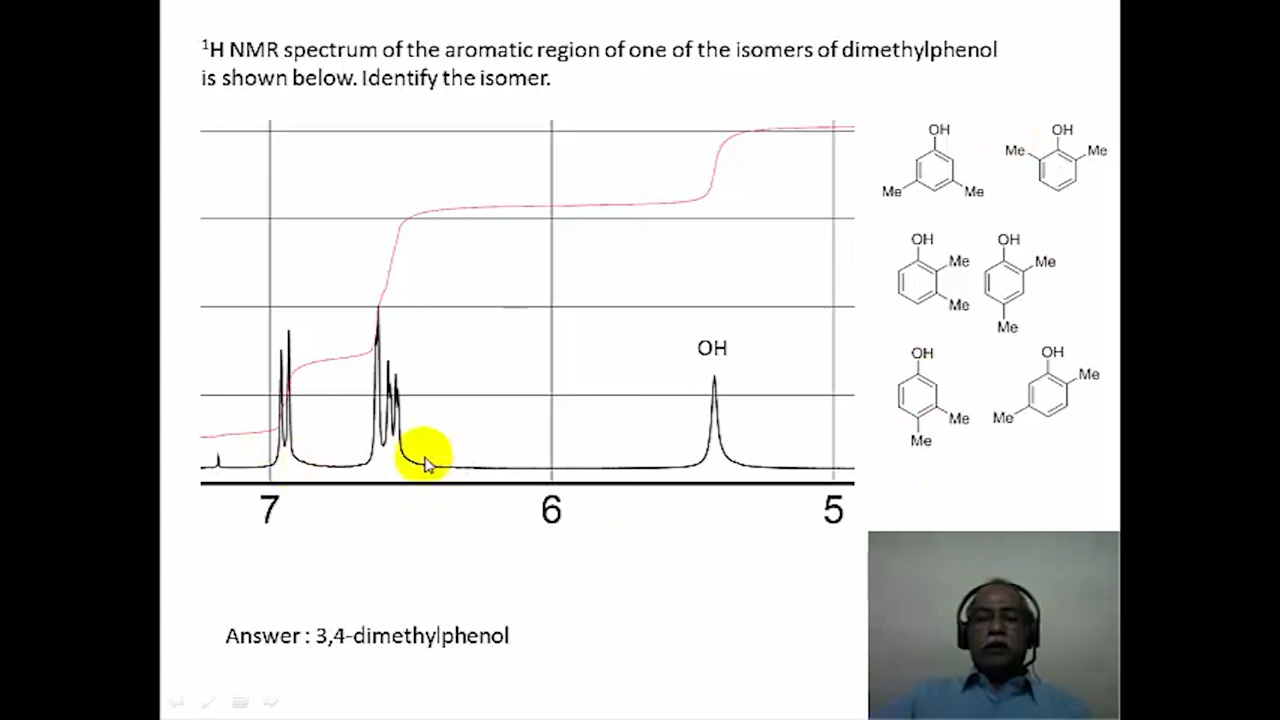 ¹H NMR spectrum of the aromatic region of one of the isomers of dimethylphenol
is shown below. Identify the isomer.
OH
7 6 5
OH
Me Me
OH
Me Me
OH
Me
Me
OH
Me
Me
OH
Me
Me
OH
Me
Me
Answer : 3,4-dimethylphenol